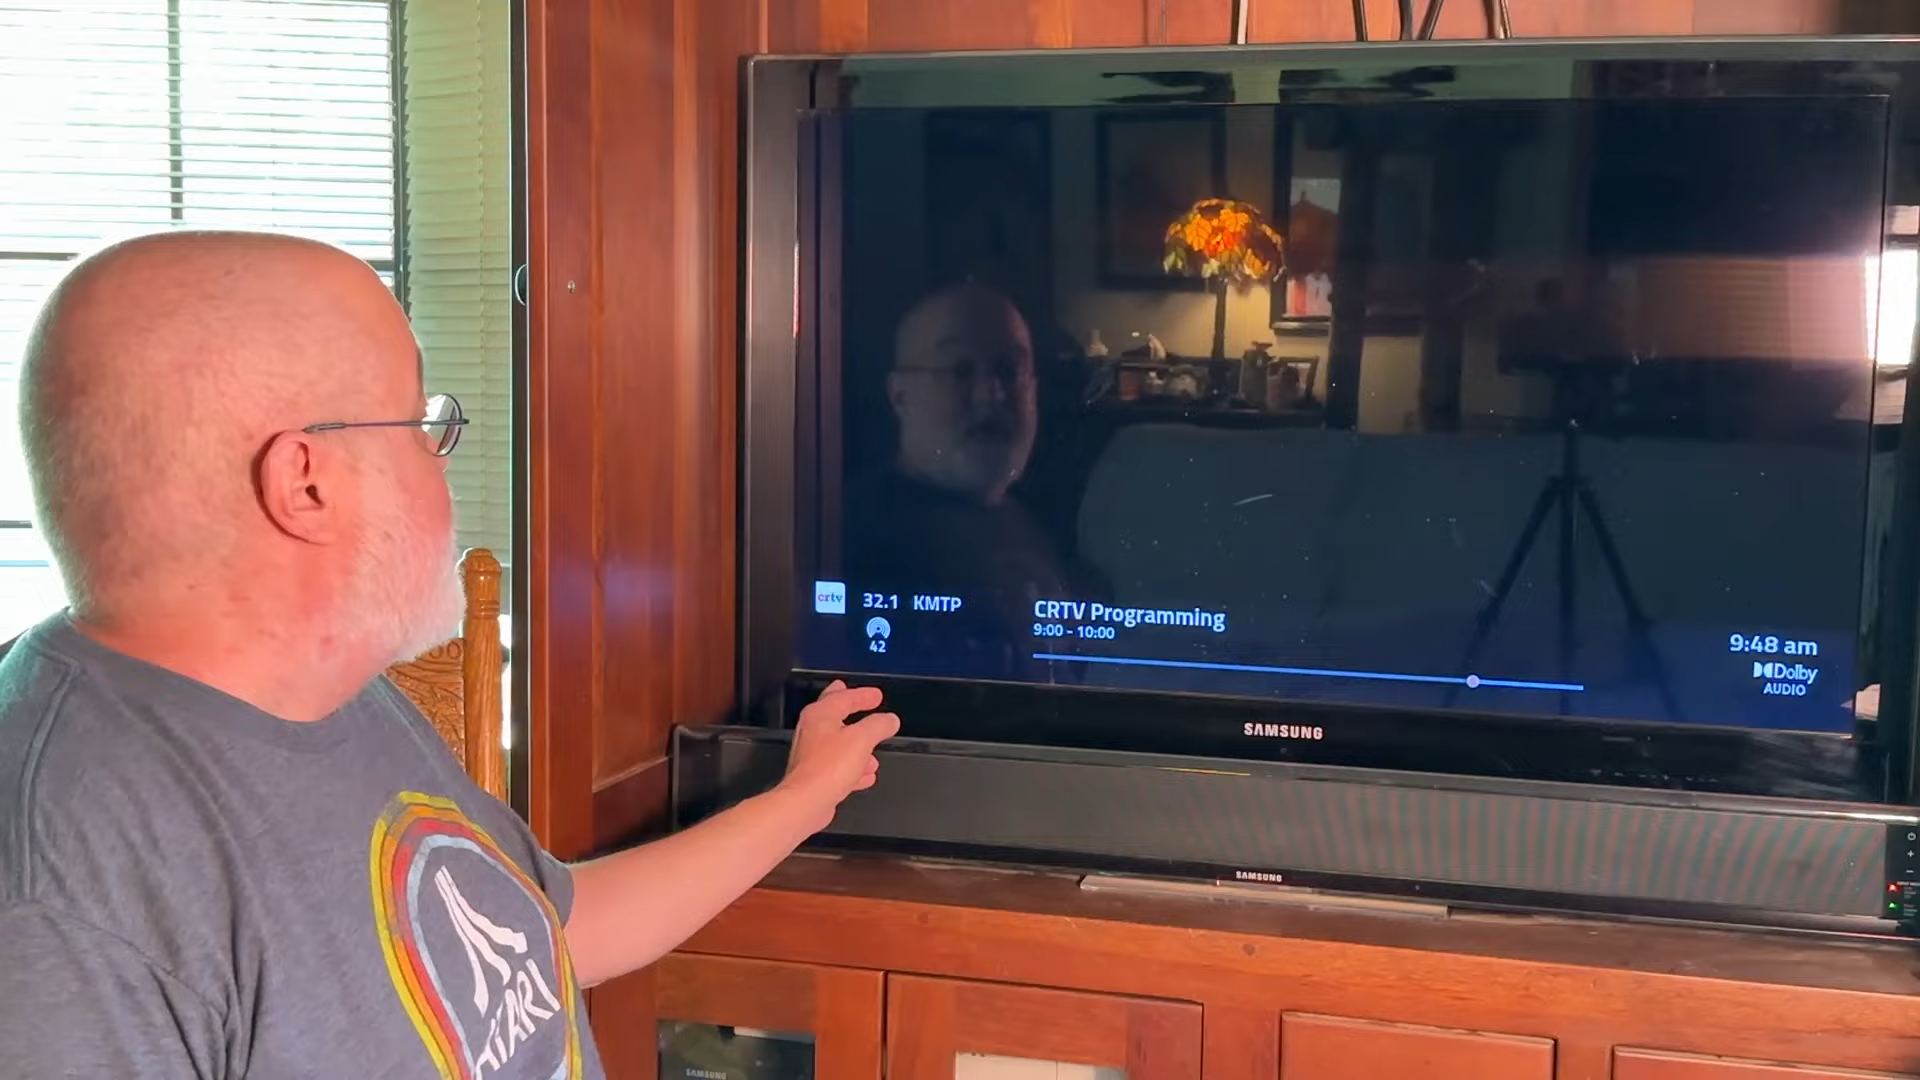 crtv
32.1 KMTP
42
CRTV Programming
9:00 - 10:00
9:48 am
Dolby
AUDIO
SAMSUNG
SAMSUNG
ATARI
SAMSUNG